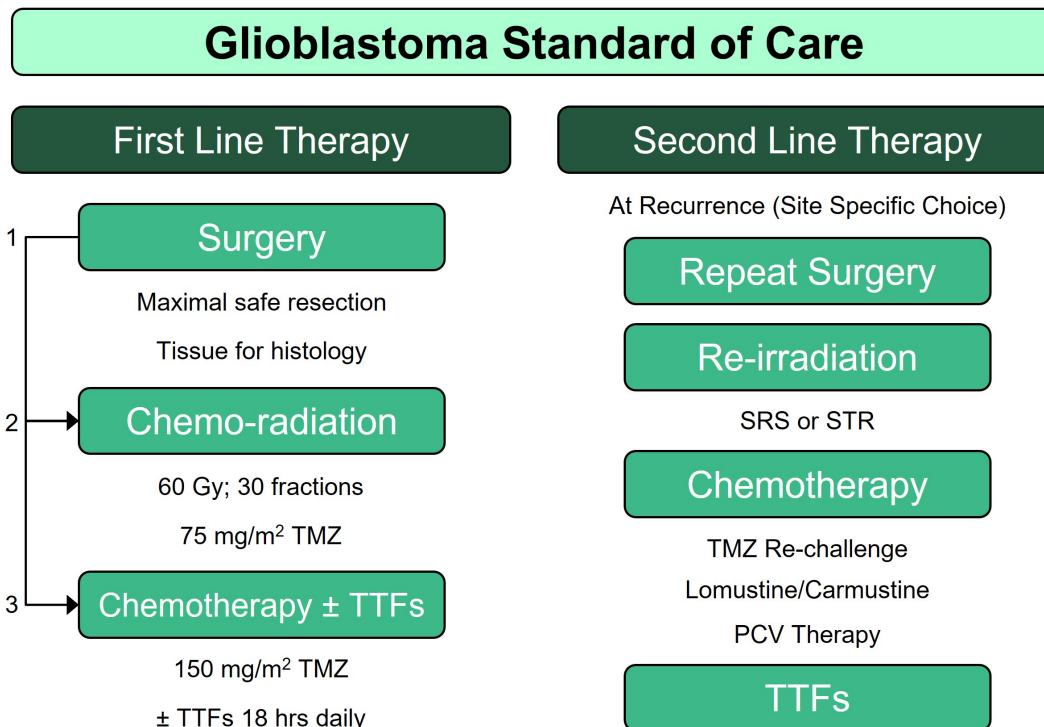 Glioblastoma Standard of Care
First Line Therapy
1
Surgery
Maximal safe resection
Tissue for histology
2
Chemo-radiation
60 Gy; 30 fractions
75 mg/m² TMZ
3
Chemotherapy ± TTFs
150 mg/m² TMZ
± TTFs 18 hrs daily
Second Line Therapy
At Recurrence (Site Specific Choice)
Repeat Surgery
Re-irradiation
SRS or STR
Chemotherapy
TMZ Re-challenge
Lomustine/Carmustine
PCV Therapy
TTFs